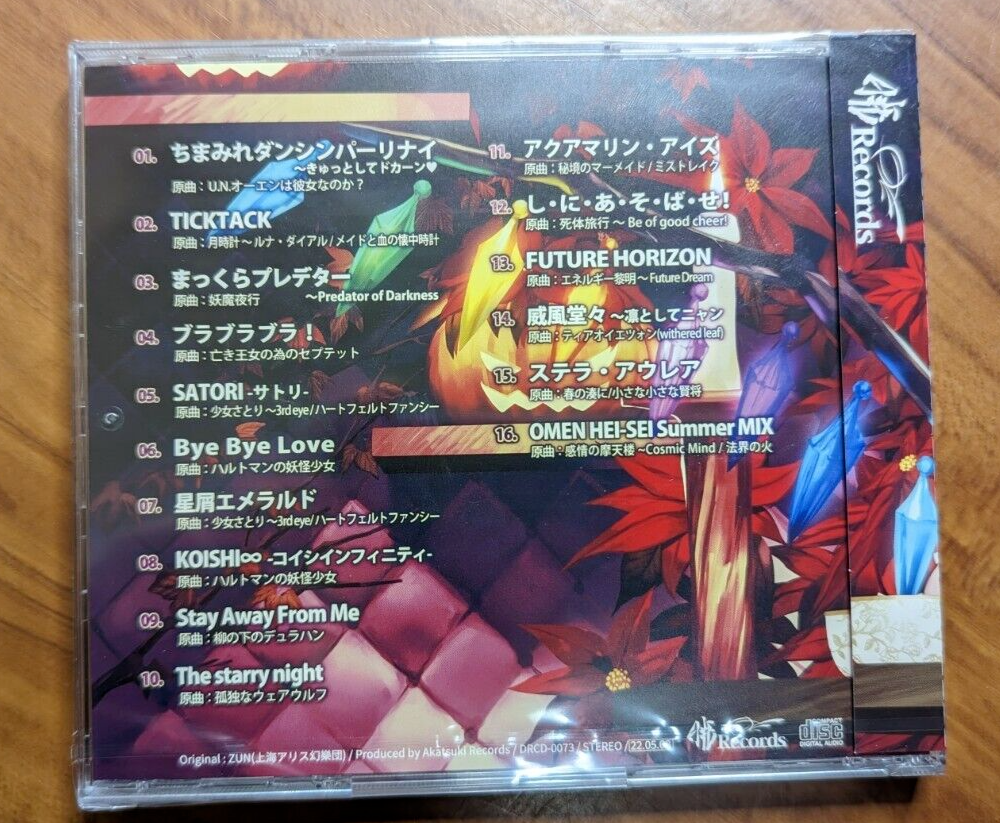 01. ちまみれダンシンパーリナイ
～きゅっとしてドカーン♥
原曲：U.N.オーエンは彼女なのか？
02. TICKTACK
原曲：月時計～ルナ・ダイアル/メイドと血の懐中時計
03. まっくらプレデター
～Predator of Darkness
原曲：妖魔夜行
04. ブラブラブラ！
原曲：亡き王女の為のセプテット
05. SATORI -サトリ-
原曲：少女さとり～3rd eye/ハートフェルトファンシー
06. Bye Bye Love
原曲：ハルトマンの妖怪少女
07. 星屑エメラルド
原曲：少女さとり～3rd eye/ハートフェルトファンシー
08. KOISHI∞ -コイシインフィニティ-
原曲：ハルトマンの妖怪少女
09. Stay Away From Me
原曲：柳の下のデュラハン
10. The starry night
原曲：孤独なウェアウルフ
11. アクアマリン・アイズ
原曲：秘境のマーメイド/ミストレイク
12. し・に・あ・そ・ば・せ!
原曲：死体旅行～ Be of good cheer!
13. FUTURE HORIZON
原曲：エネルギー黎明～Future Dream
14. 威風堂々 ～凛としてニャン
原曲：ティアオイエツォン(withered leaf)
15. ステラ・アウレア
原曲：春の湊に/小さな小さな賢将
16. OMEN HEI-SEI Summer MIX
原曲：感情の摩天楼 ~Cosmic Mind / 法界の火
Original : ZUN(上海アリス幻樂団) / Produced by Akatsuki Records / DRCD-0073 / STEREO / 22.05.
暁Records
COMPACT
disc
DIGITAL AUDIO
暁Records